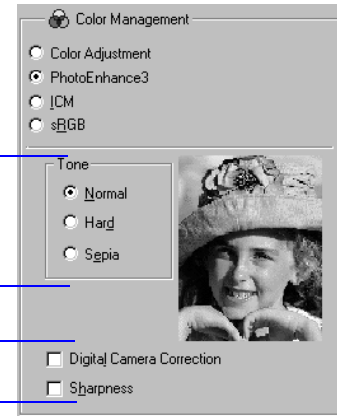 Color Management
Color Adjustment
PhotoEnhance3
ICM
sRGB
Tone
Normal
Hard
Sepia
Digital Camera Correction
Sharpness